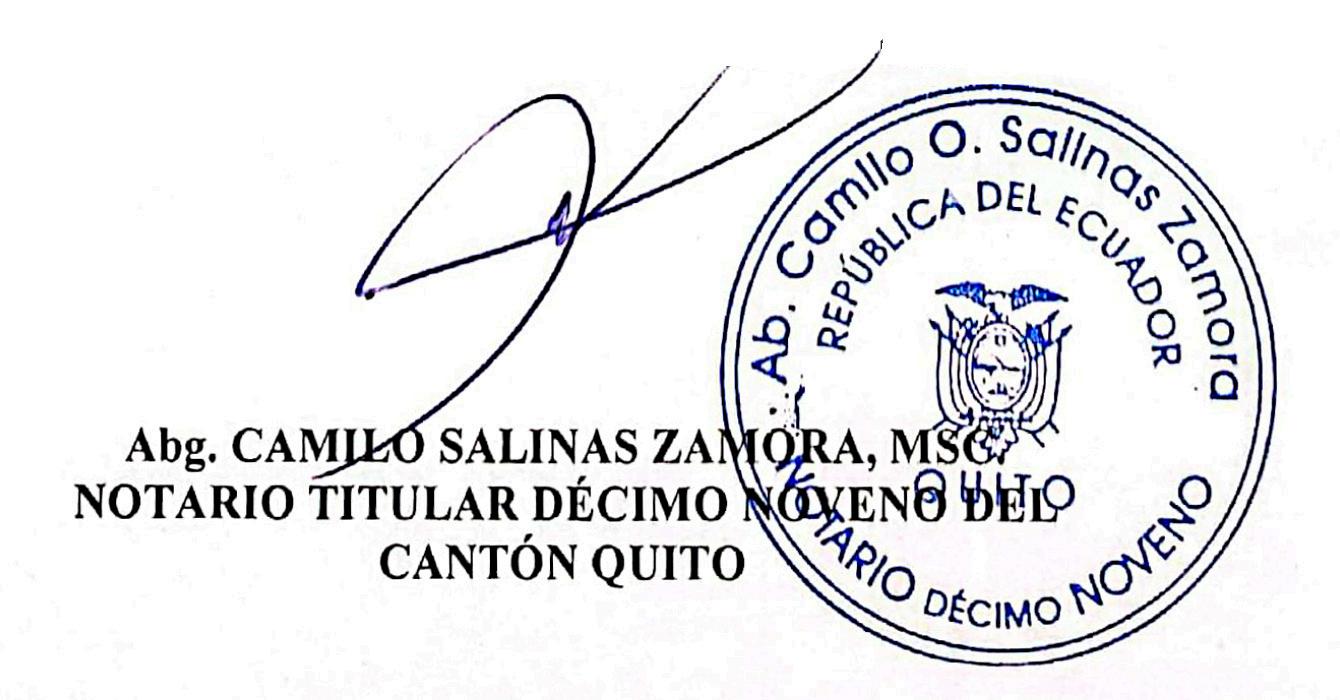 Abg. CAMILO SALINAS ZAMORA, MSC.
NOTARIO TITULAR DÉCIMO NOVENO DEL
CANTÓN QUITO
Ab. Camilo O. Salinas Zamora
REPÚBLICA DEL ECUADOR
QUITO
NOTARIO DÉCIMO NOVENO